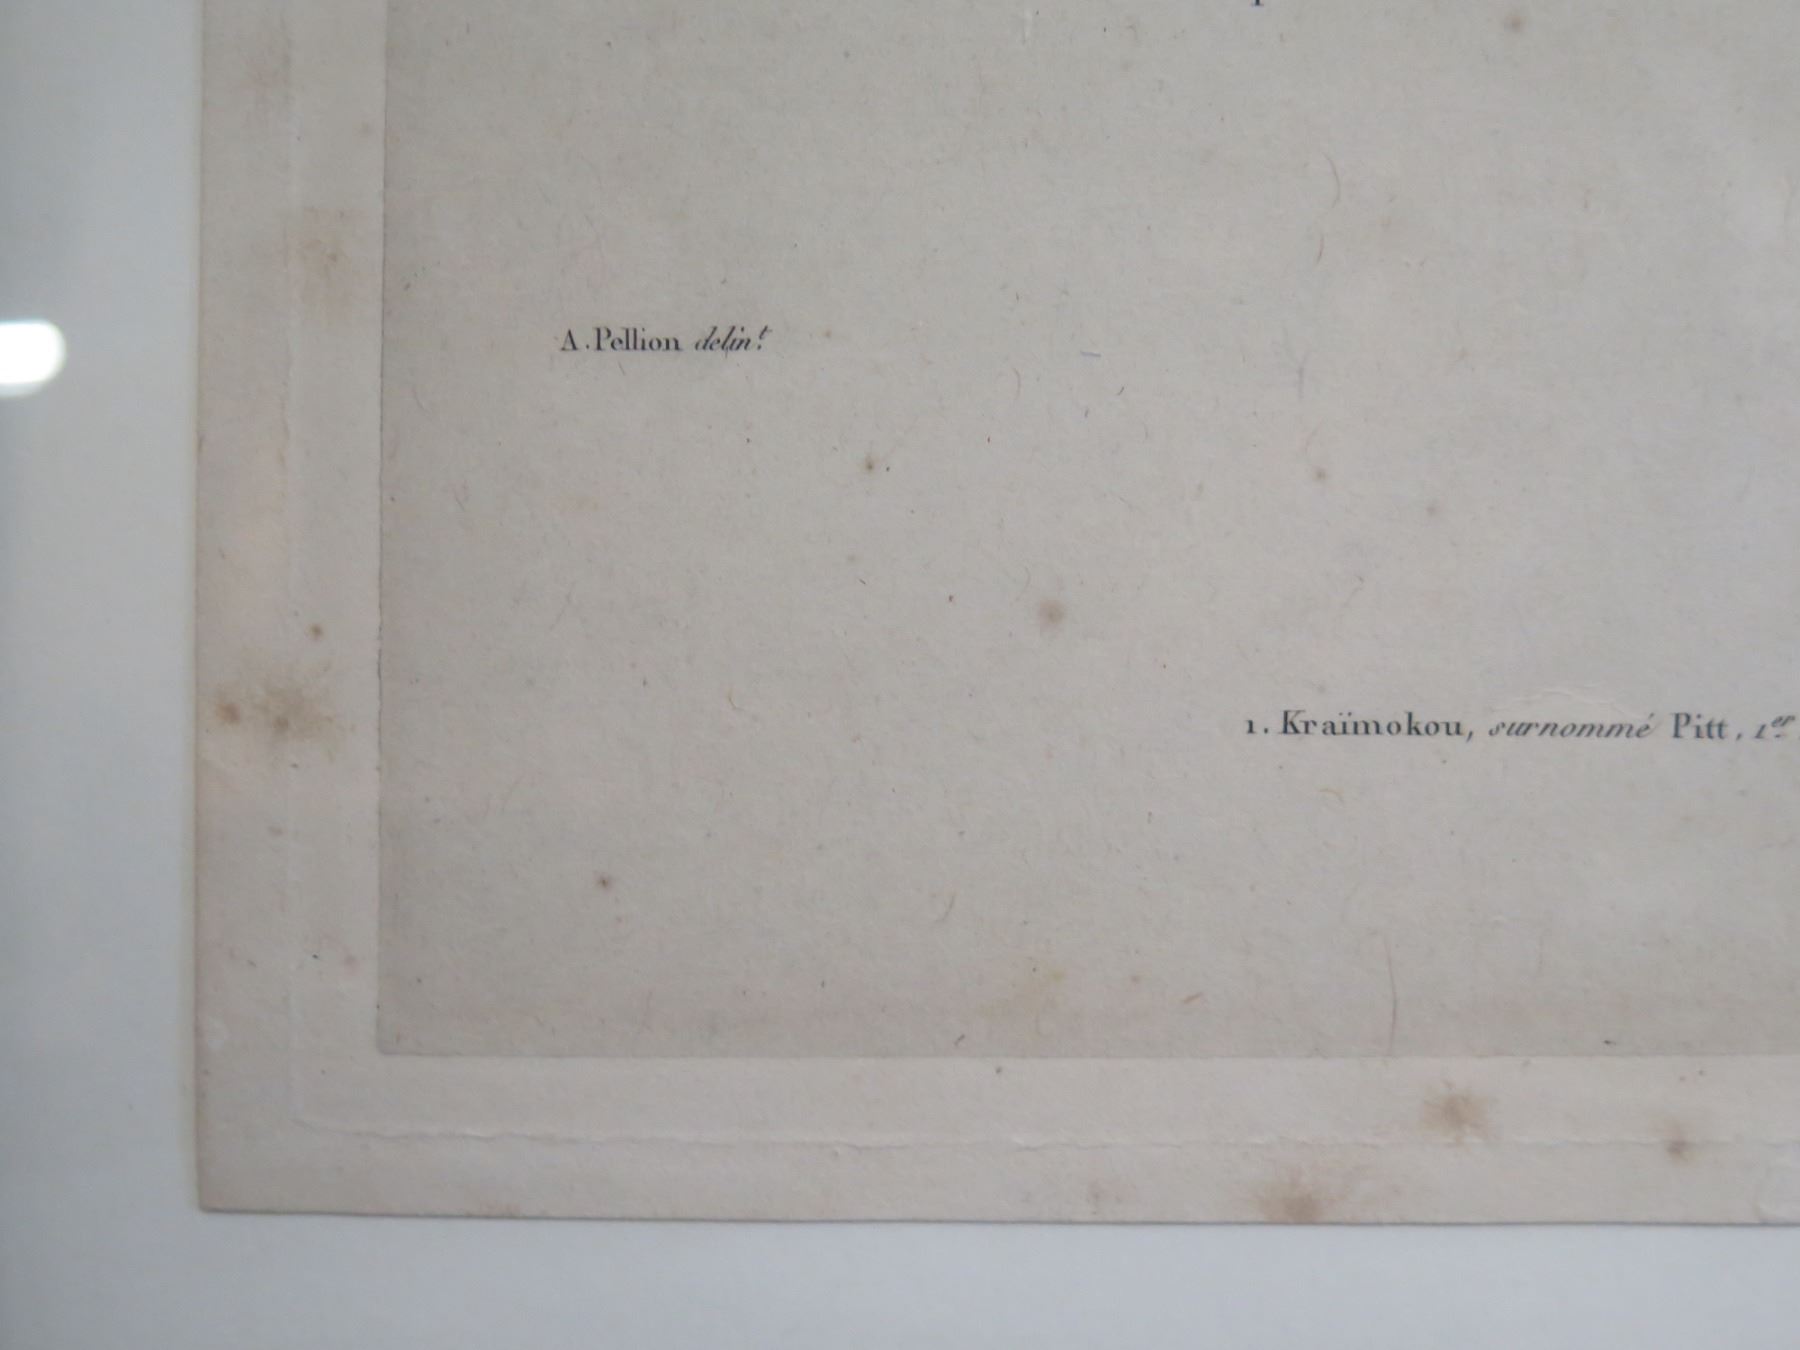 A. Pellion delin.t
1. Kraïmokou, surnommé Pitt, 1.er